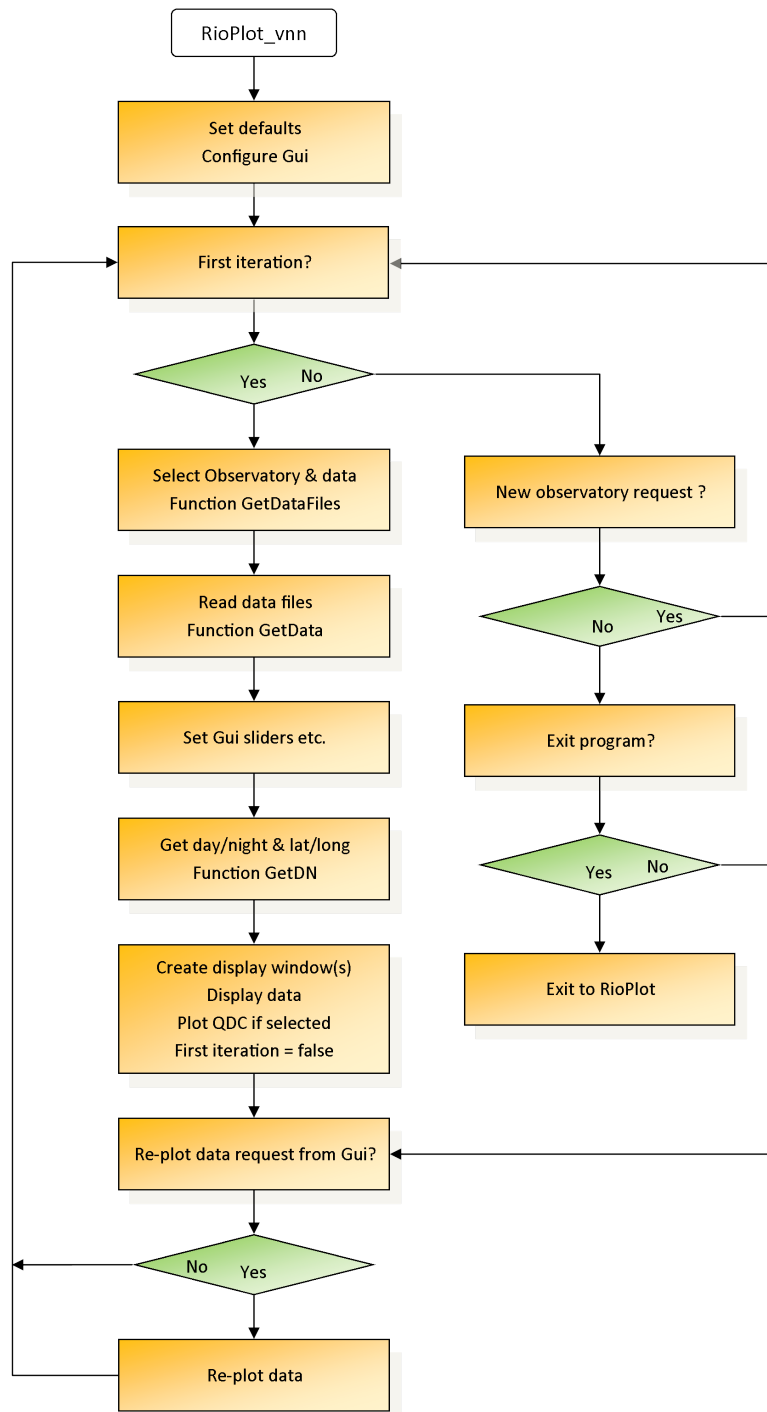 RioPlot_vnn
Set defaults
Configure Gui
First iteration?
Yes
No
Select Observatory & data
Function GetDataFiles
New observatory request ?
Read data files
Function GetData
No
Yes
Set Gui sliders etc.
Exit program?
Get day/night & lat/long
Function GetDN
Yes
No
Create display window(s)
Display data
Plot QDC if selected
First iteration = false
Exit to RioPlot
Re-plot data request from Gui?
No
Yes
Re-plot data